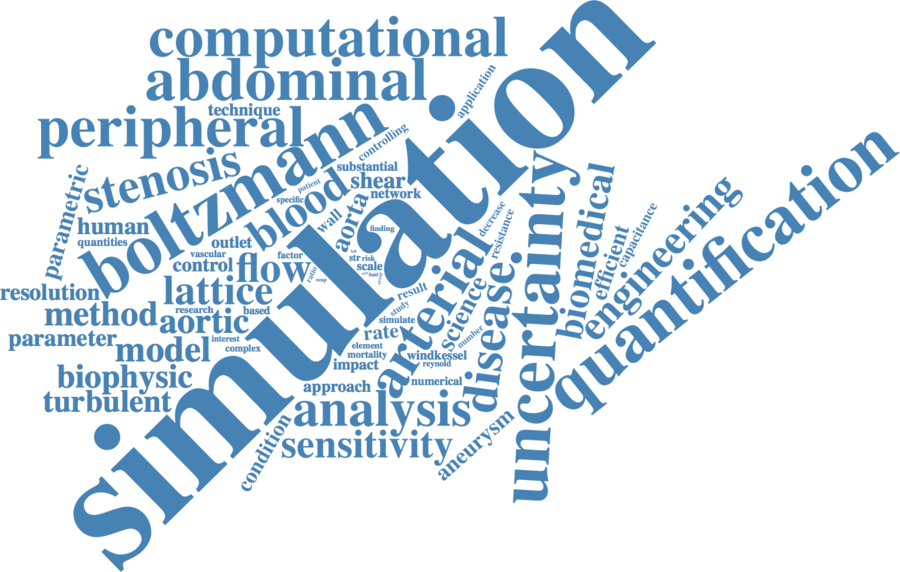 computational
abdominal
application
technique
peripheral
simulation
controlling
boltzmann
substantial
stenosis
patient
specific
shear
network
parametric
blood
wall
aorta
human
quantities
finding
decrease
resistance
outlet
vascular
control
flow
factor
ratio
str
risk
scale
fluid
uncertainty
biomedical
efficient
capacitance
engineering
quantification
resolution
lattice
result
study
arterial
science
disease
method
research
based
aortic
simulate
rate
number
parameter
interest
complex
model
element
mortality
windkessel
reynold
impact
biophysic
approach
numerical
turbulent
analysis
condition
sensitivity
aneurysm